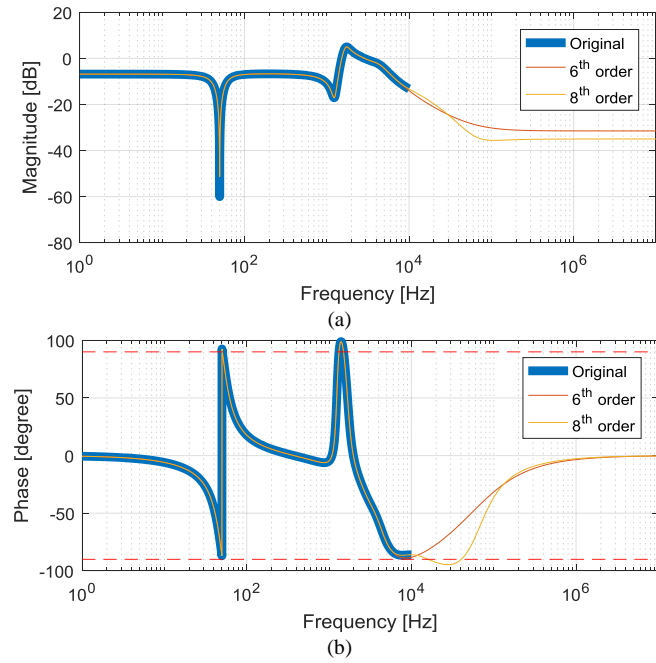 20
0
-20
-40
-60
-80
Magnitude [dB]
Original
6th order
8th order
10^0 10^2 10^4 10^6
Frequency [Hz]
(a)
100
50
0
-50
-100
Phase [degree]
Original
6th order
8th order
10^0 10^2 10^4 10^6
Frequency [Hz]
(b)